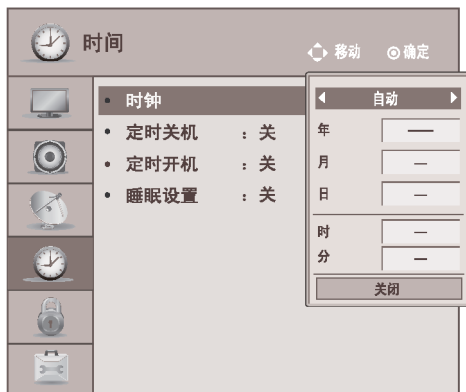 时间
移动 ◎确定
• 时钟
• 定时关机 : 关
• 定时开机 : 关
• 睡眠设置 : 关
自动
年 —
月 —
日 —
时 —
分 —
关闭